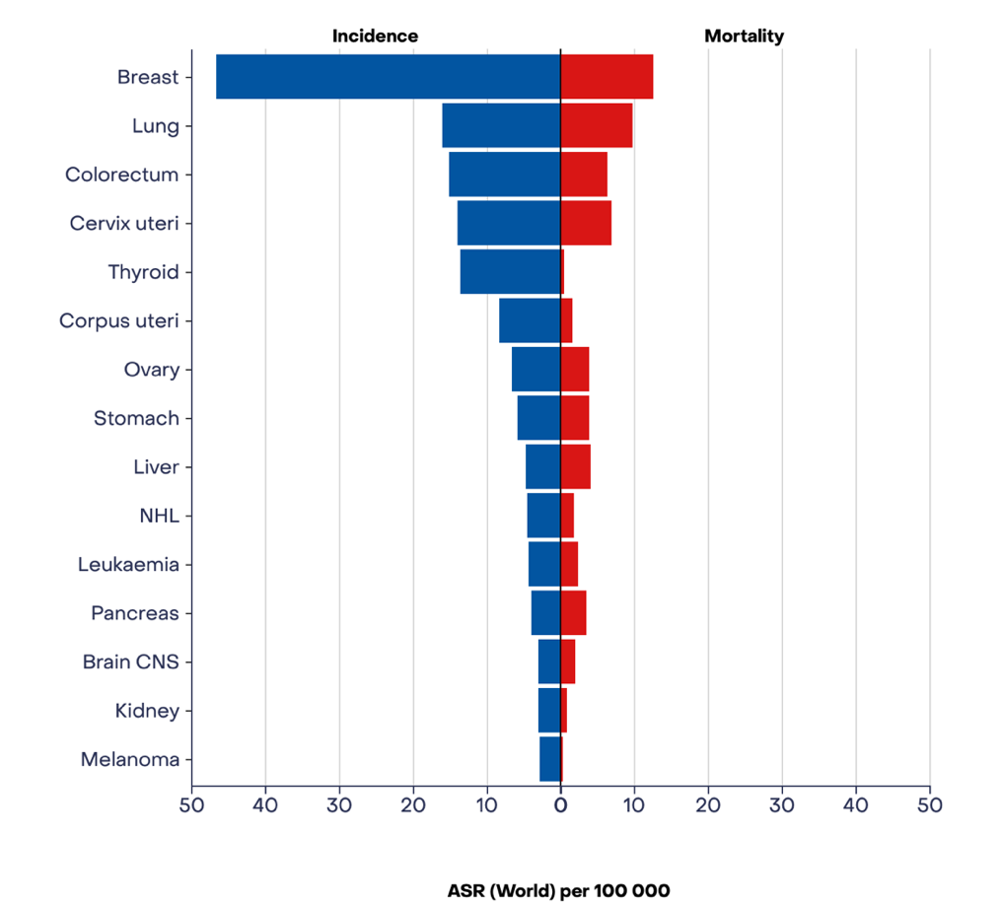 Incidence Mortality
Breast
Lung
Colorectum
Cervix uteri
Thyroid
Corpus uteri
Ovary
Stomach
Liver
NHL
Leukaemia
Pancreas
Brain CNS
Kidney
Melanoma
50 40 30 20 10 0 10 20 30 40 50
ASR (World) per 100 000